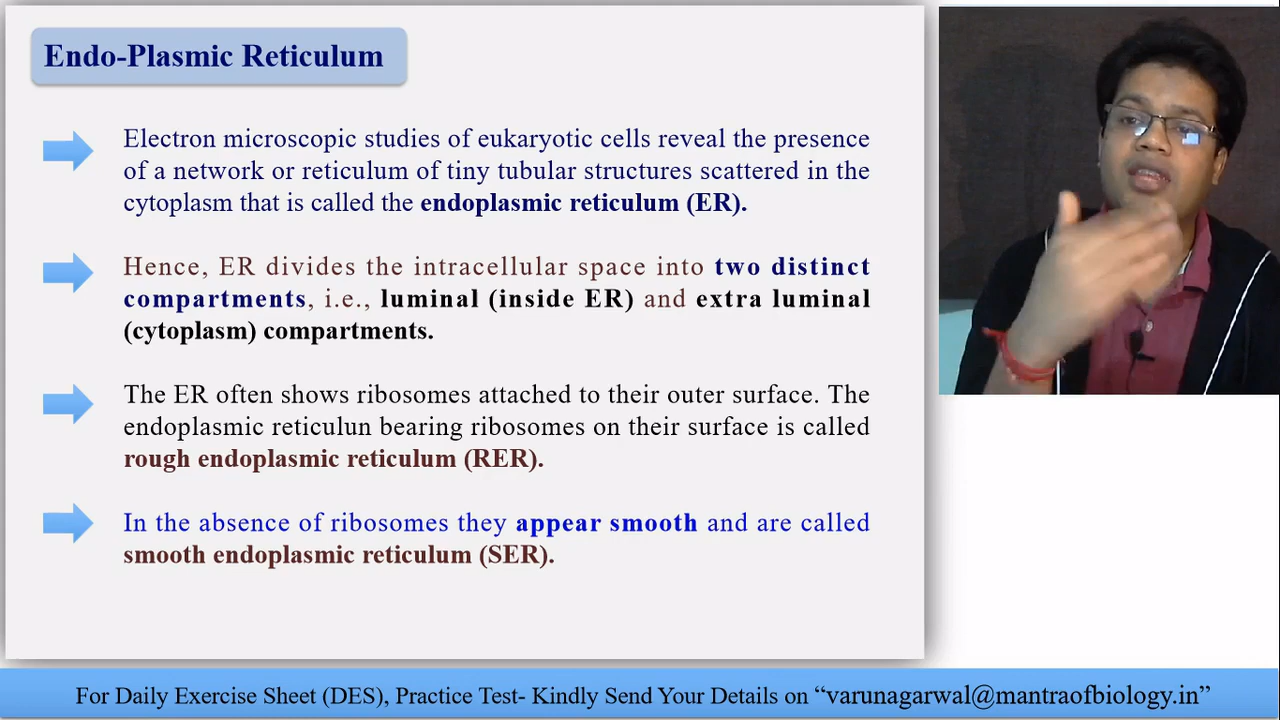 Endo-Plasmic Reticulum
Electron microscopic studies of eukaryotic cells reveal the presence
of a network or reticulum of tiny tubular structures scattered in the
cytoplasm that is called the endoplasmic reticulum (ER).
Hence, ER divides the intracellular space into two distinct
compartments, i.e., luminal (inside ER) and extra luminal
(cytoplasm) compartments.
The ER often shows ribosomes attached to their outer surface. The
endoplasmic reticulun bearing ribosomes on their surface is called
rough endoplasmic reticulum (RER).
In the absence of ribosomes they appear smooth and are called
smooth endoplasmic reticulum (SER).
For Daily Exercise Sheet (DES), Practice Test- Kindly Send Your Details on “varunagarwal@mantraofbiology.in”